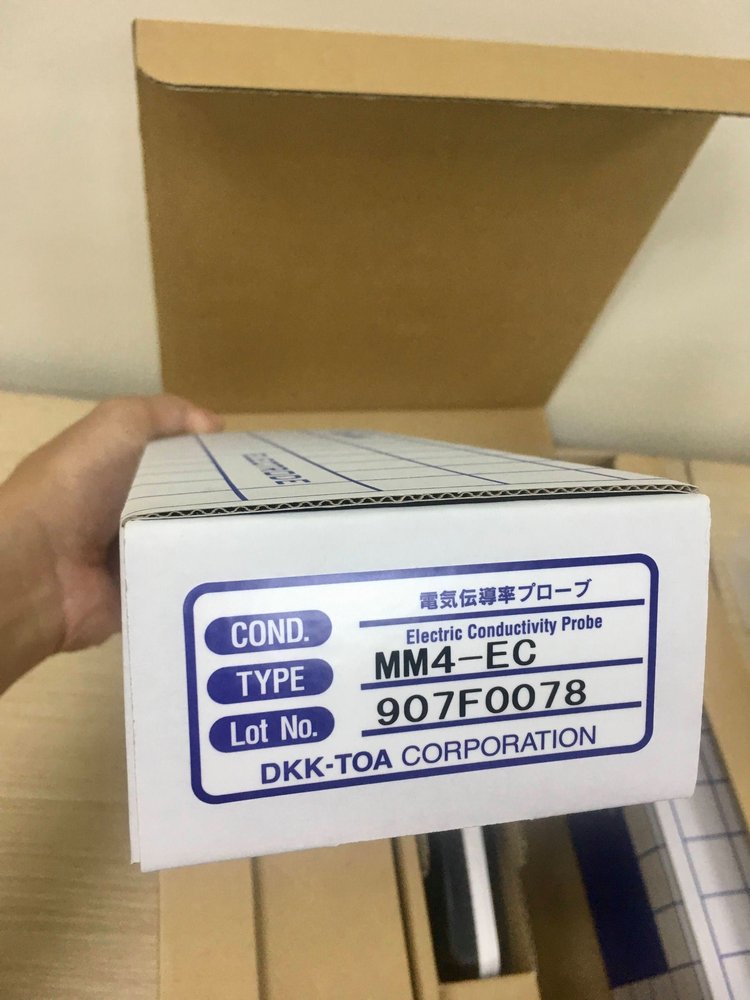 ELECTRODE
COND.
電気伝導率プローブ
Electric Conductivity Probe
TYPE
MM4-EC
Lot No.
907F0078
DKK-TOA CORPORATION